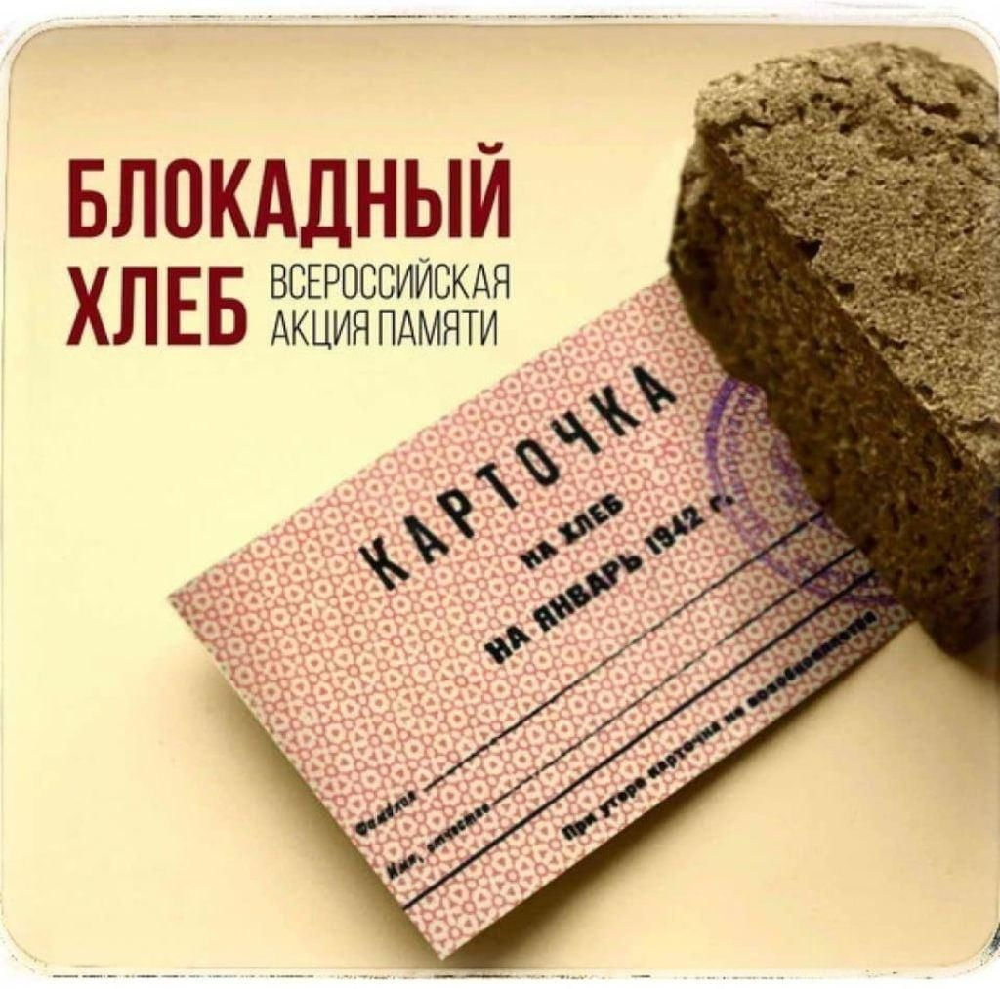 БЛОКАДНЫЙ
ХЛЕБ
ВСЕРОССИЙСКАЯ
АКЦИЯ ПАМЯТИ
КАРТОЧКА
НА ХЛЕБ
НА ЯНВАРЬ 1942 г.
Фамилия
Имя, отчество
При утере карточка не возобновляется